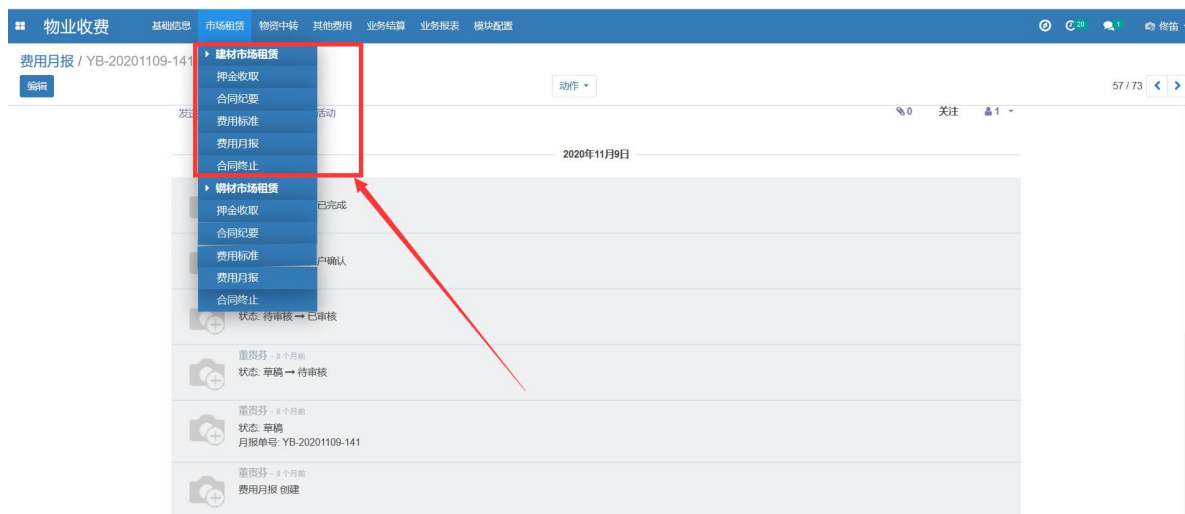 物业收费 基础信息 市场租赁 物资中转 其他费用 业务结算 业务报表 模块配置 20 1 佟笛
费用月报 / YB-20201109-141
编辑 动作 57 / 73
建材市场租赁
押金收取
合同纪要
费用标准
费用月报
合同终止
钢材市场租赁
押金收取
合同纪要
费用标准
费用月报
合同终止
活动 0 关注 1
2020年11月9日
已完成
户确认
状态: 待审核 → 已审核
董贵芬 - 8 个月前
状态: 草稿 → 待审核
董贵芬 - 8 个月前
状态: 草稿
月报单号: YB-20201109-141
董贵芬 - 8 个月前
费用月报 创建